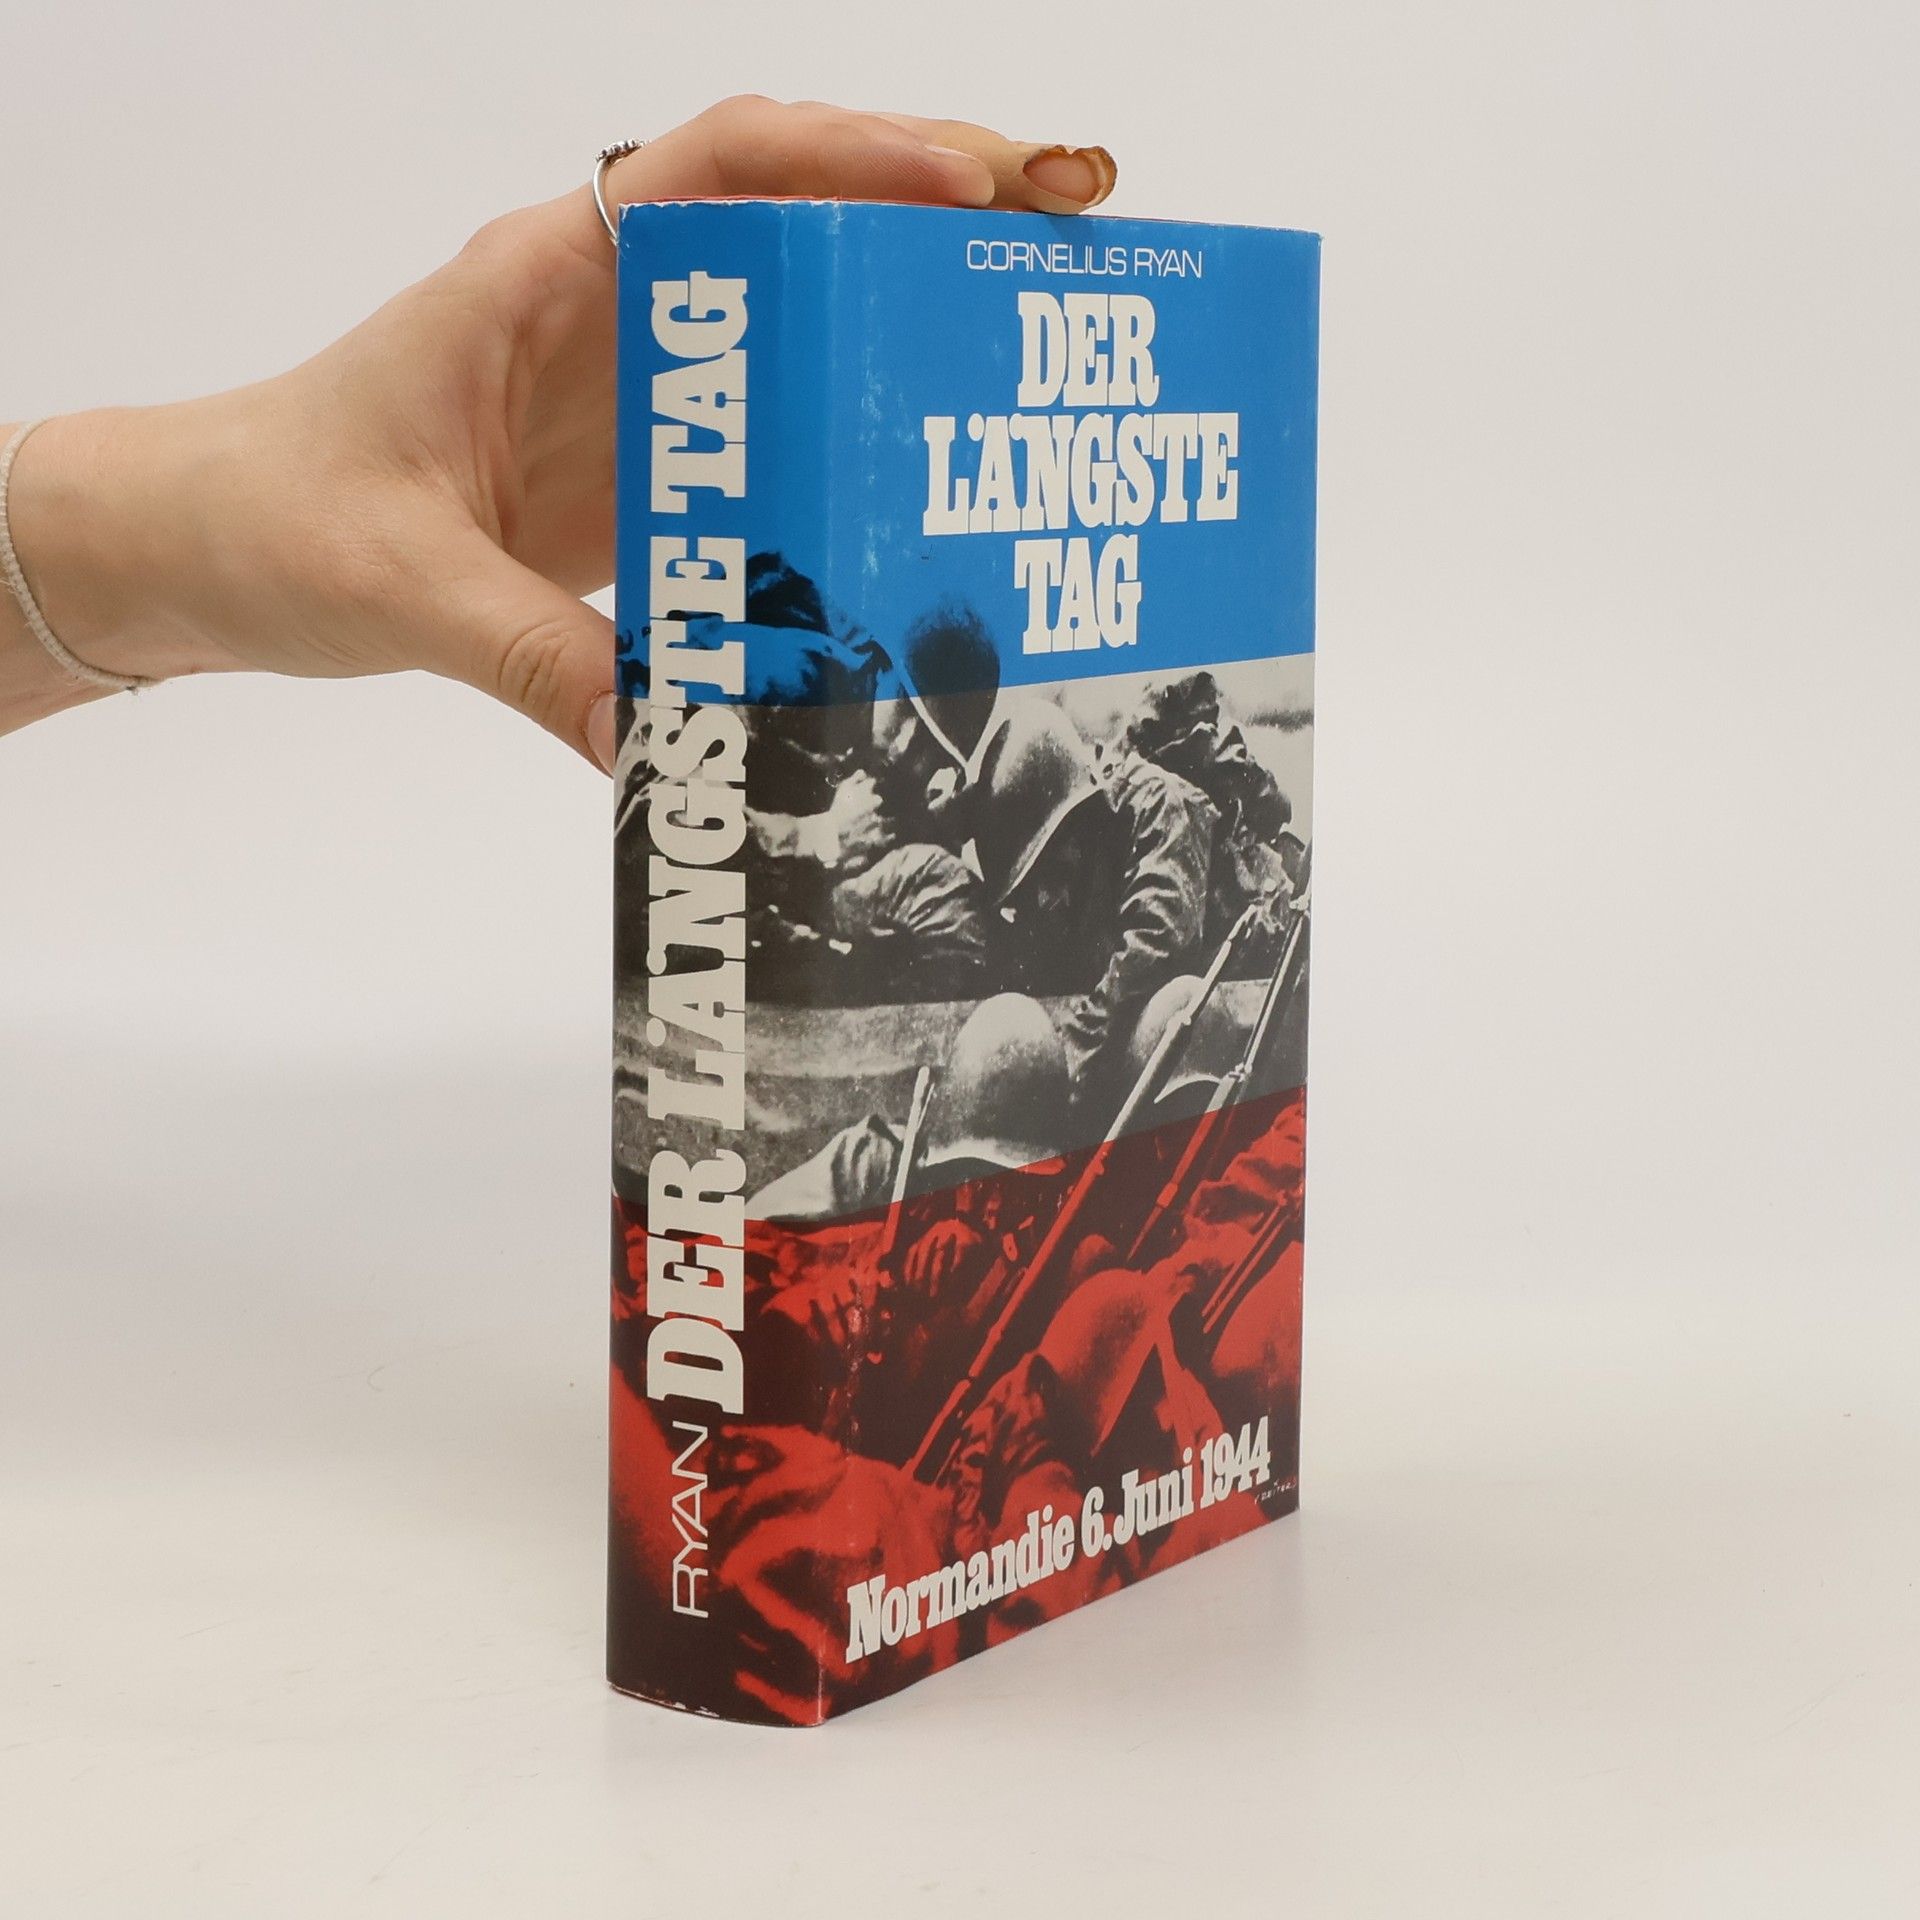 CORNELIUS RYAN
DER
LÄNGSTE
TAG
Normandie 6. Juni 1944
RYAN DER LÄNGSTE TAG